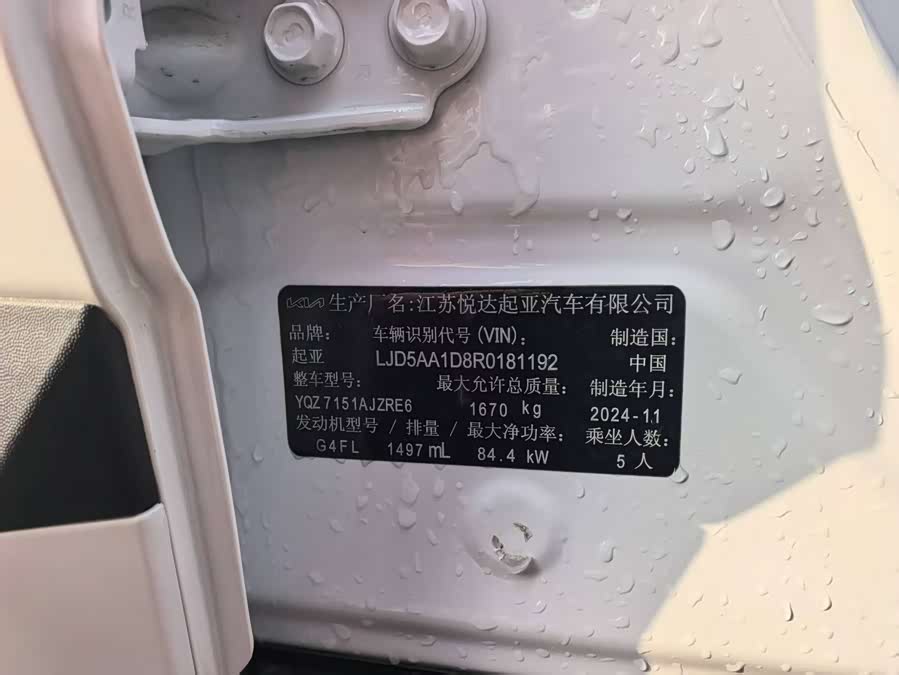 KIA 生产厂名:江苏悦达起亚汽车有限公司
品牌: 车辆识别代号(VIN): 制造国:
起亚 LJD5AA1D8R0181192 中国
整车型号: 最大允许总质量: 制造年月:
YQZ7151AJZRE6 1670 kg 2024-11
发动机型号 / 排量 / 最大净功率: 乘坐人数:
G4FL 1497 mL 84.4 kW 5 人